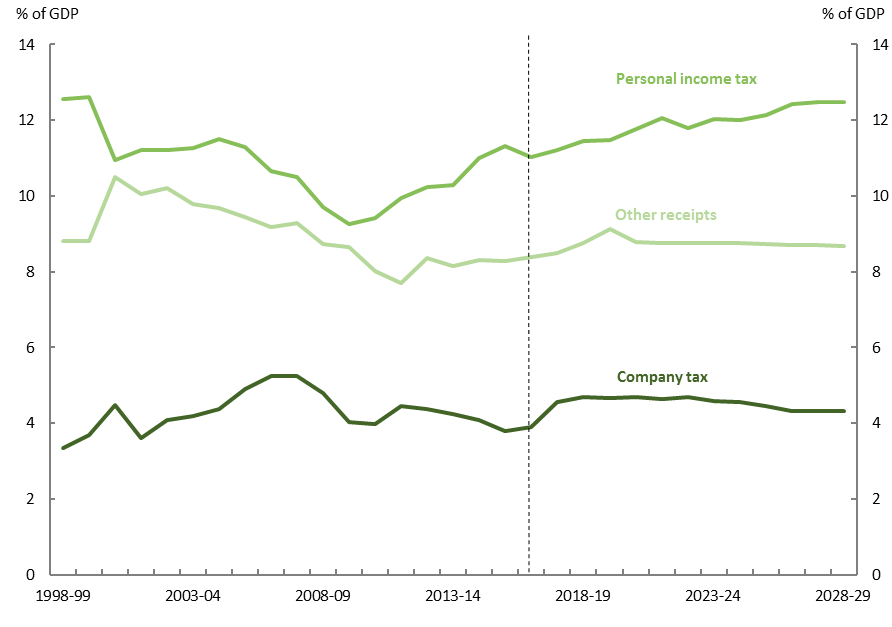 % of GDP % of GDP
14 14
Personal income tax
12 12
10 10
Other receipts
8 8
6 6
Company tax
4 4
2 2
0 0
1998-99 2003-04 2008-09 2013-14 2018-19 2023-24 2028-29